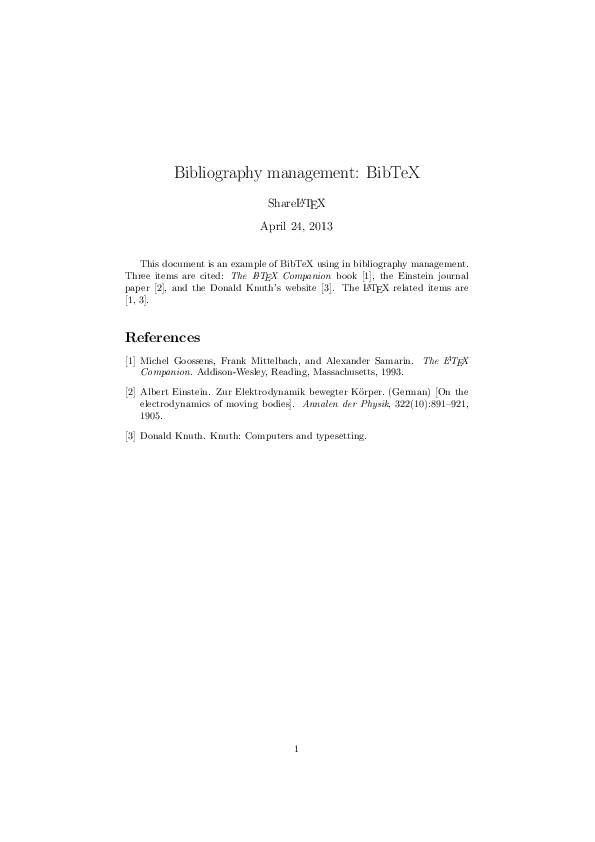 Bibliography management: BibTeX
ShareLATEX
April 24, 2013
This document is an example of BibTeX using in bibliography management.
Three items are cited: The LATEX Companion book [1], the Einstein journal
paper [2], and the Donald Knuth's website [3]. The LATEX related items are
[1, 3].
References
[1] Michel Goossens, Frank Mittelbach, and Alexander Samarin. The LATEX
Companion. Addison-Wesley, Reading, Massachusetts, 1993.
[2] Albert Einstein. Zur Elektrodynamik bewegter Körper. (German) [On the
electrodynamics of moving bodies]. Annalen der Physik, 322(10):891–921,
1905.
[3] Donald Knuth. Knuth: Computers and typesetting.
1